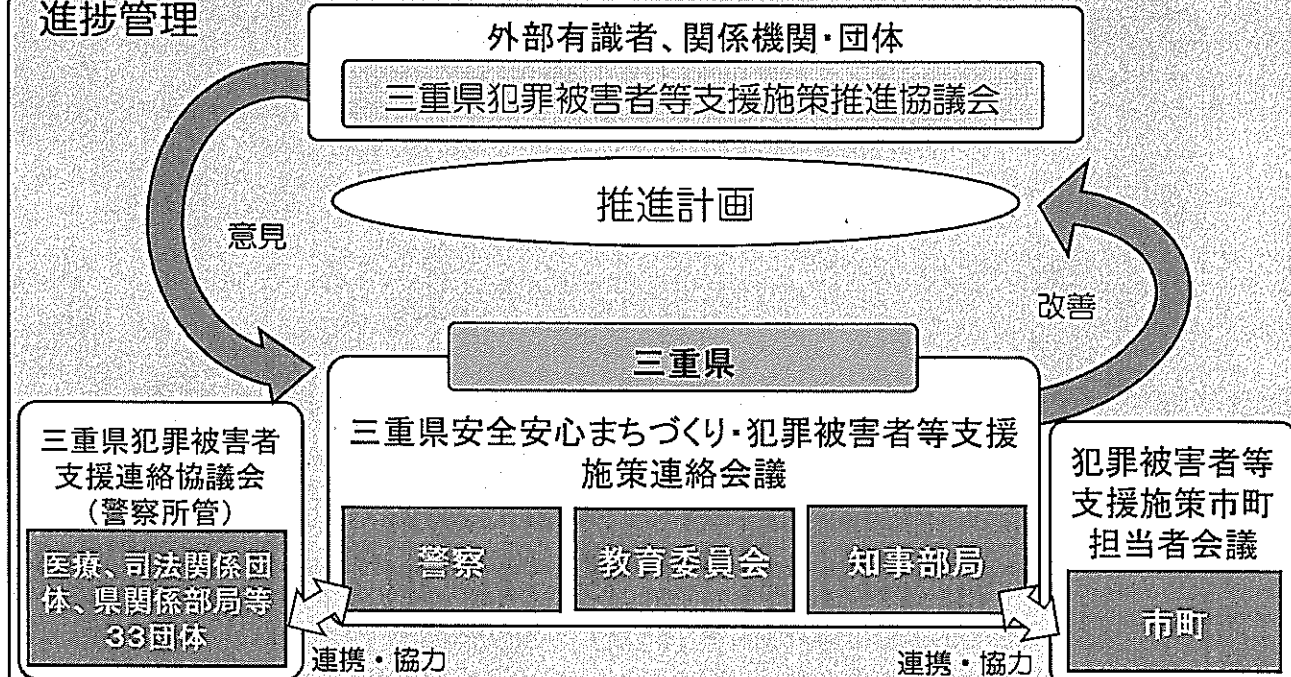 進捗管理
外部有識者、関係機関・団体
三重県犯罪被害者等支援施策推進協議会
推進計画
意見
改善
三重県
三重県安全安心まちづくり・犯罪被害者等支援
施策連絡会議
警察
教育委員会
知事部局
三重県犯罪被害者
支援連絡協議会
(警察所管)
医療、司法関係団
体、県関係部局等
33団体
連携・協力
連携・協力
犯罪被害者等
支援施策市町
担当者会議
市町